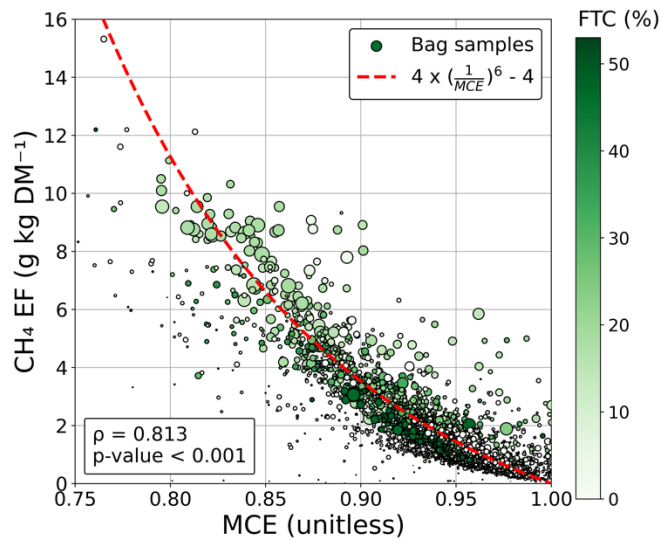 FTC (%)
16
14
12
10
8
6
4
2
0
CH₄ EF (g kg DM⁻¹)
Bag samples
4 x (1/MCE)⁶ - 4
ρ = 0.813
p-value < 0.001
0.75 0.80 0.85 0.90 0.95 1.00
MCE (unitless)
50
40
30
20
10
0